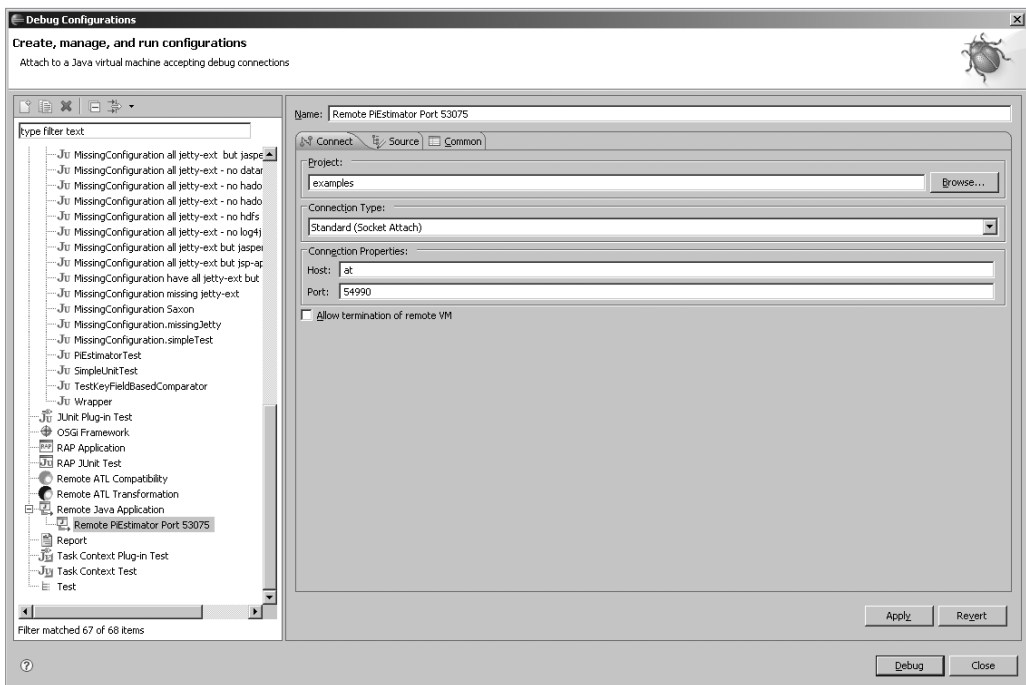 Debug Configurations
Create, manage, and run configurations
Attach to a Java virtual machine accepting debug connections
type filter text
MissingConfiguration all jetty-ext but jaspe
MissingConfiguration all jetty-ext - no datan
MissingConfiguration all jetty-ext - no hado
MissingConfiguration all jetty-ext - no hado
MissingConfiguration all jetty-ext - no hdfs
MissingConfiguration all jetty-ext - no log4j
MissingConfiguration all jetty-ext but jasper
MissingConfiguration all jetty-ext but jsp-ap
MissingConfiguration have all jetty-ext but
MissingConfiguration missing jetty-ext
MissingConfiguration Saxon
MissingConfiguration.missingJetty
MissingConfiguration.simpleTest
PiEstimatorTest
SimpleUnitTest
TestKeyFieldBasedComparator
Wrapper
JUnit Plug-in Test
OSGi Framework
RAP Application
RAP JUnit Test
Remote ATL Compatibility
Remote ATL Transformation
Remote Java Application
Remote PiEstimator Port 53075
Report
Task Context Plug-in Test
Task Context Test
Test
Filter matched 67 of 68 items
Name: Remote PiEstimator Port 53075
Connect Source Common
Project:
examples Browse...
Connection Type:
Standard (Socket Attach)
Connection Properties:
Host: at
Port: 54990
Allow termination of remote VM
Apply Revert
Debug Close